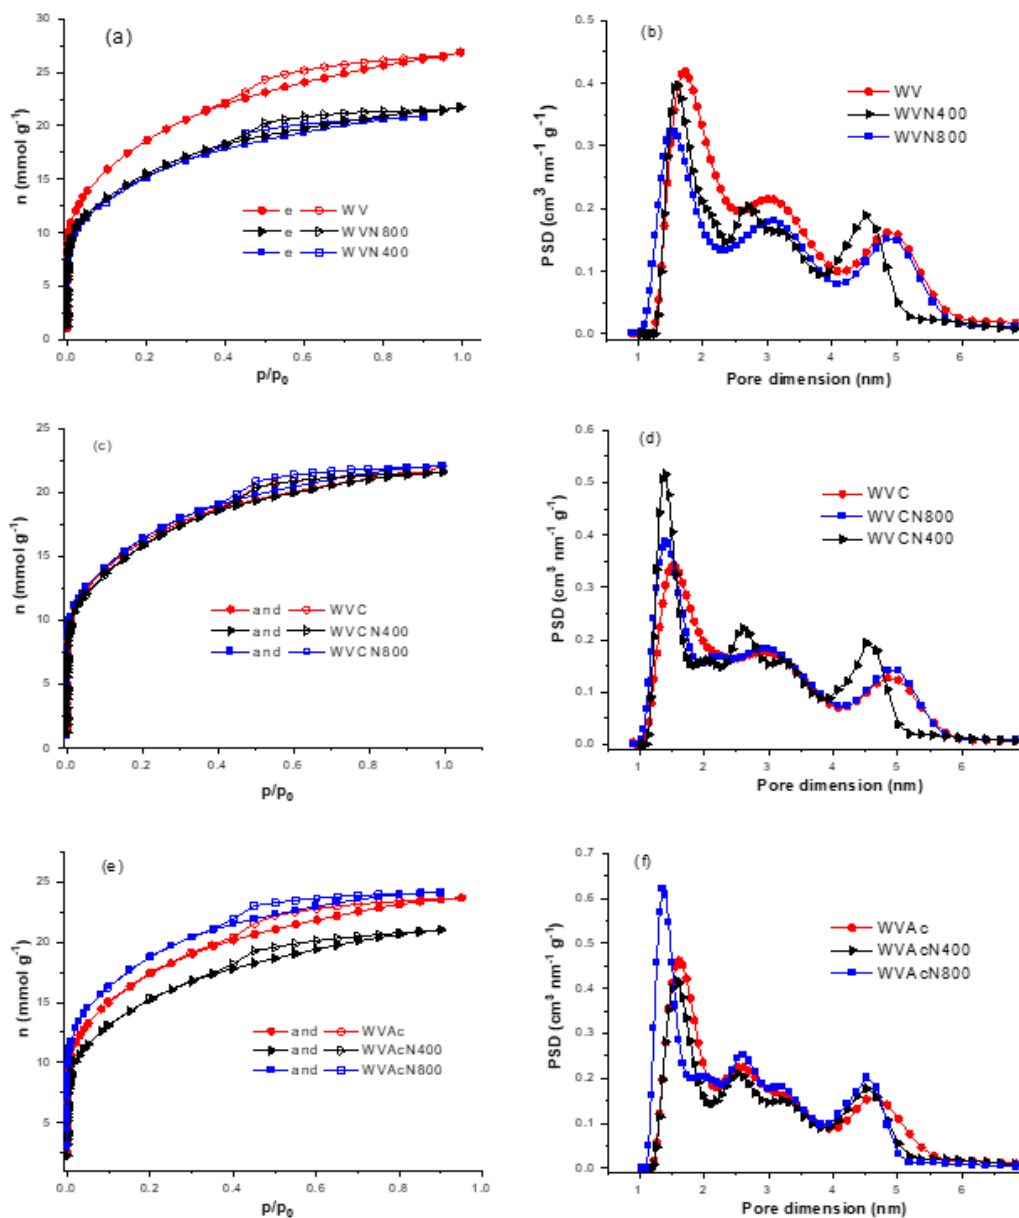 (a)
n (mmol g⁻¹)
30
25
20
15
10
5
0
e WV
e WVN800
e WVN400
0.0 0.2 0.4 0.6 0.8 1.0
p/p₀
(b)
PSD (cm³ nm⁻¹ g⁻¹)
0.5
0.4
0.3
0.2
0.1
0.0
WV
WVN400
WVN800
1 2 3 4 5 6
Pore dimension (nm)
(c)
n (mmol g⁻¹)
25
20
15
10
5
0
and WVC
and WVCN400
and WVCN800
0.0 0.2 0.4 0.6 0.8 1.0
p/p₀
(d)
PSD (cm³ nm⁻¹ g⁻¹)
0.6
0.5
0.4
0.3
0.2
0.1
0.0
WVC
WVCN800
WVCN400
1 2 3 4 5 6
Pore dimension (nm)
(e)
n (mmol g⁻¹)
25
20
15
10
5
and WVAc
and WVAcN400
and WVAcN800
0.0 0.2 0.4 0.6 0.8 1.0
p/p₀
(f)
PSD (cm³ nm⁻¹ g⁻¹)
0.7
0.6
0.5
0.4
0.3
0.2
0.1
0.0
WVAc
WVAcN400
WVAcN800
1 2 3 4 5 6
Pore dimension (nm)